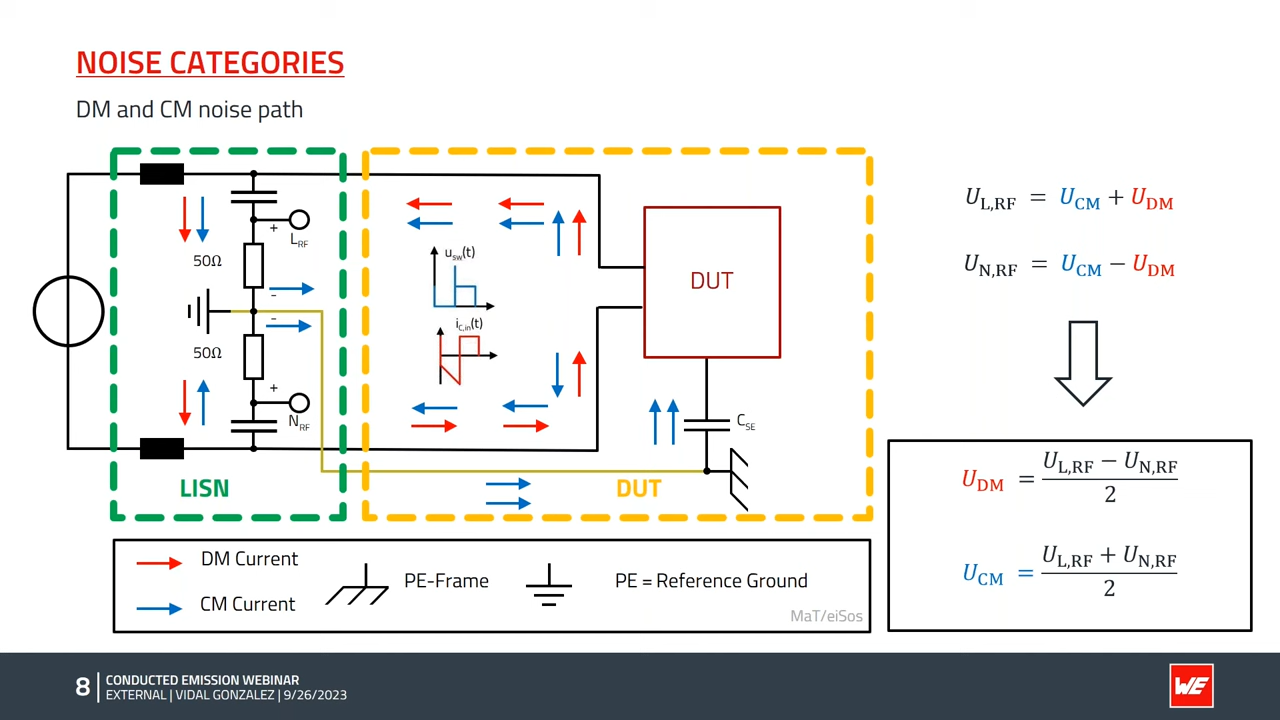 NOISE CATEGORIES
DM and CM noise path
L_RF
50Ω
50Ω
N_RF
+
-
-
+
LISN
u_sw(t)
i_C,in(t)
DUT
C_SE
DUT
U_L,RF = U_CM + U_DM
U_N,RF = U_CM − U_DM
U_DM = (U_L,RF − U_N,RF) / 2
U_CM = (U_L,RF + U_N,RF) / 2
DM Current
CM Current
PE-Frame
PE = Reference Ground
MaT/eiSos
8
CONDUCTED EMISSION WEBINAR
EXTERNAL | VIDAL GONZALEZ | 9/26/2023
WE